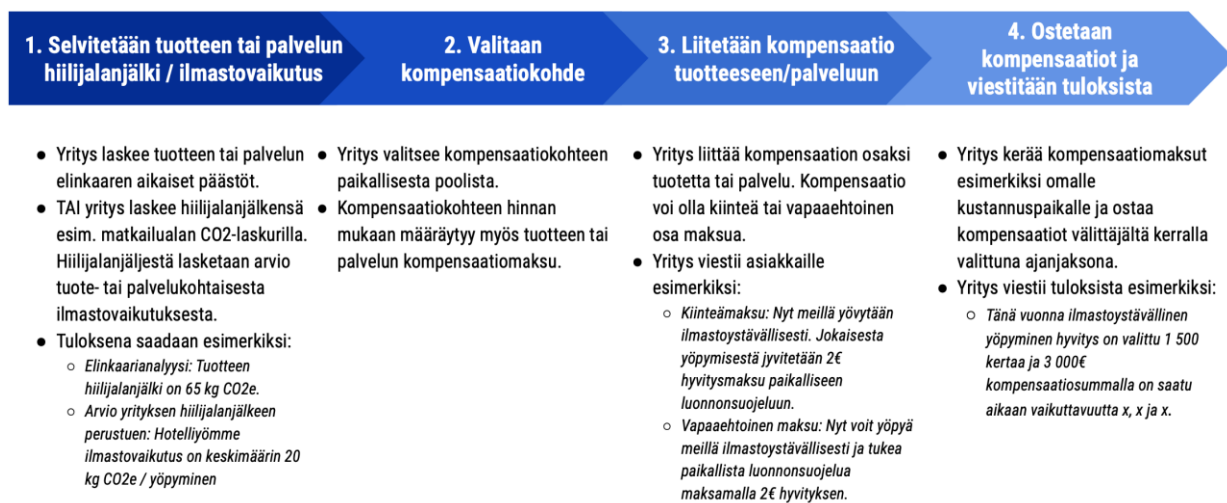 1. Selvitetään tuotteen tai palvelun
hiilijalanjälki / ilmastovaikutus
2. Valitaan
kompensaatiokohde
3. Liitetään kompensaatio
tuotteeseen/palveluun
4. Ostetaan
kompensaatiot ja
viestitään tuloksista
● Yritys laskee tuotteen tai palvelun
elinkaaren aikaiset päästöt.
● TAI yritys laskee hiilijalanjälkensä
esim. matkailualan CO2-laskurilla.
Hiilijalanjäljestä lasketaan arvio
tuote- tai palvelukohtaisesta
ilmastovaikutuksesta.
● Tuloksena saadaan esimerkiksi:
○ Elinkaarianalyysi: Tuotteen
hiilijalanjälki on 65 kg CO2e.
○ Arvio yrityksen hiilijalanjälkeen
perustuen: Hotelliyömme
ilmastovaikutus on keskimäärin 20
kg CO2e / yöpyminen
● Yritys valitsee kompensaatiokohteen
paikallisesta poolista.
● Kompensaatiokohteen hinnan
mukaan määräytyy myös tuotteen tai
palvelun kompensaatiomaksu.
● Yritys liittää kompensaation osaksi
tuotetta tai palvelu. Kompensaatio
voi olla kiinteä tai vapaaehtoinen
osa maksua.
● Yritys viestii asiakkaille
esimerkiksi:
○ Kiinteämaksu: Nyt meillä yövytään
ilmastoystävällisesti. Jokaisesta
yöpymisestä jyvitetään 2€
hyvitysmaksu paikalliseen
luonnonsuojeluun.
○ Vapaaehtoinen maksu: Nyt voit yöpyä
meillä ilmastoystävällisesti ja tukea
paikallista luonnonsuojelua
maksamalla 2€ hyvityksen.
● Yritys kerää kompensaatiomaksut
esimerkiksi omalle
kustannuspaikalle ja ostaa
kompensaatiot välittäjältä kerralla
valittuna ajanjaksona.
● Yritys viestii tuloksista esimerkiksi:
○ Tänä vuonna ilmastoystävällinen
yöpyminen hyvitys on valittu 1 500
kertaa ja 3 000€
kompensaatiosummalla on saatu
aikaan vaikuttavuutta x, x ja x.